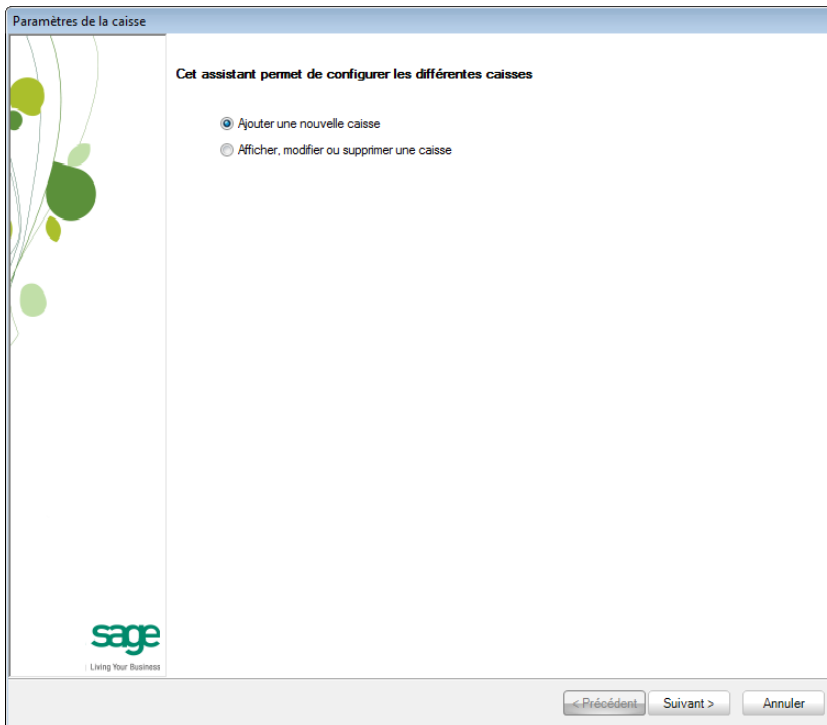 Paramètres de la caisse
Cet assistant permet de configurer les différentes caisses
Ajouter une nouvelle caisse
Afficher, modifier ou supprimer une caisse
sage
Living Your Business
< Précédent Suivant > Annuler